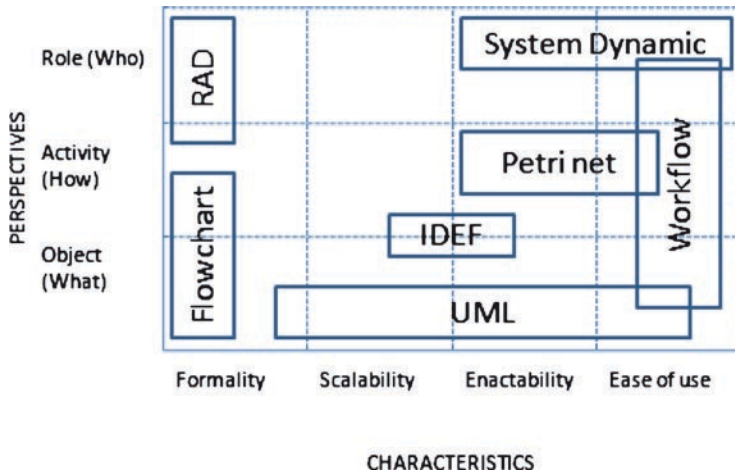 PERSPECTIVES
Role (Who)
Activity
(How)
Object
(What)
RAD
System Dynamic
Petri net
Workflow
Flowchart
IDEF
UML
Formality
Scalability
Enactability
Ease of use
CHARACTERISTICS